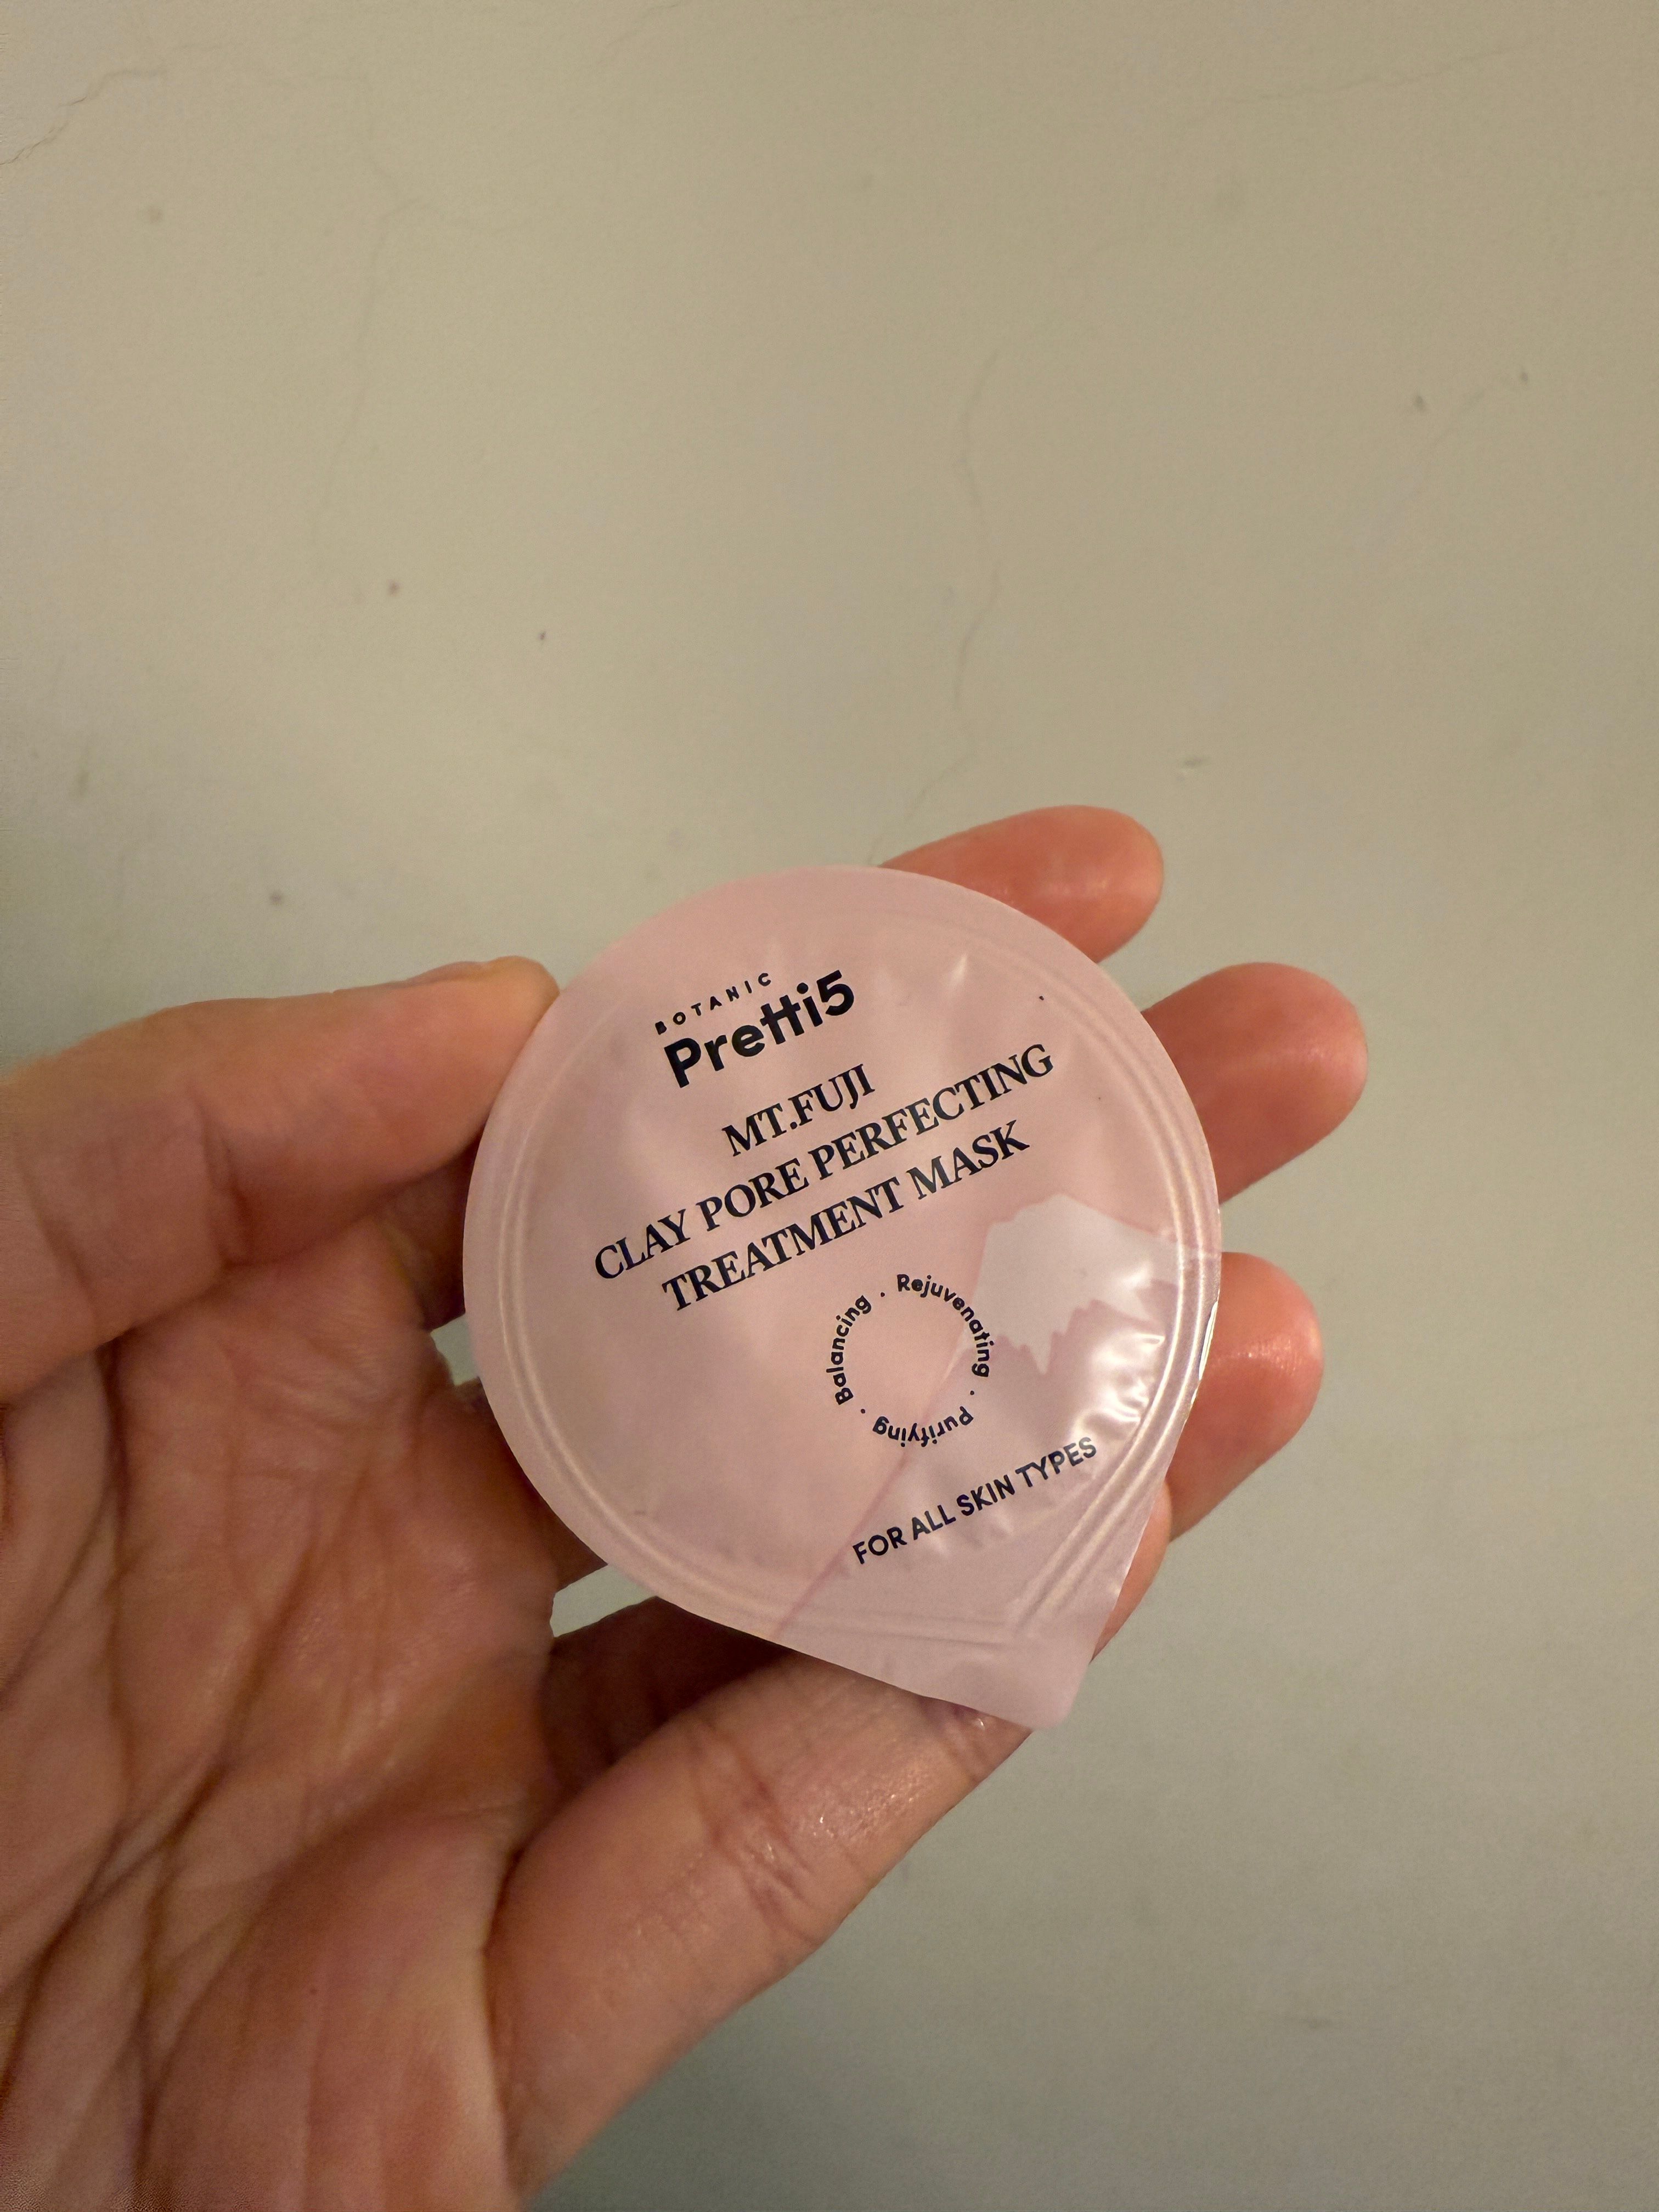 BOTANIC
Pretti5
MT.FUJI
CLAY PORE PERFECTING
TREATMENT MASK
Balancing · Rejuvenating · Purifying ·
FOR ALL SKIN TYPES